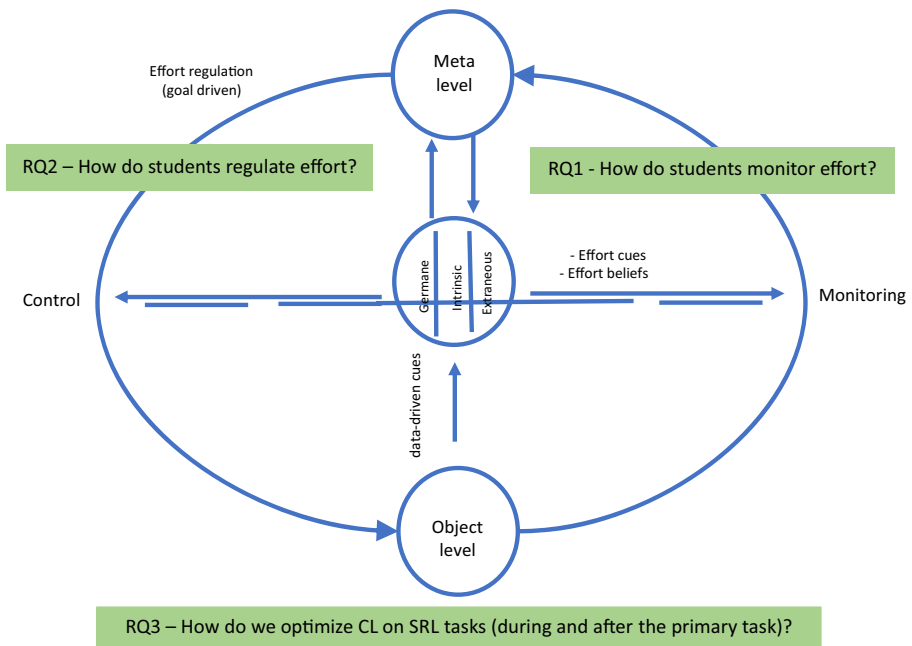 Meta
level
Effort regulation
(goal driven)
RQ2 – How do students regulate effort?
RQ1 - How do students monitor effort?
Germane
Intrinsic
Extraneous
- Effort cues
- Effort beliefs
Control
Monitoring
data-driven cues
Object
level
RQ3 – How do we optimize CL on SRL tasks (during and after the primary task)?